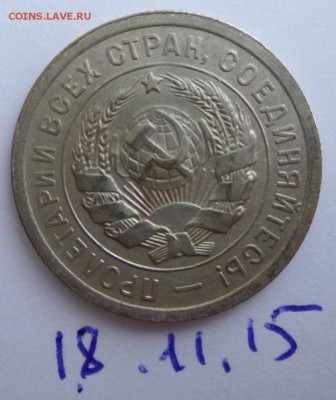 COINS.LAVE.RU
ПРОЛЕТАРИИ ВСЕХ СТРАН, СОЕДИНЯЙТЕСЬ! —
18.11.15